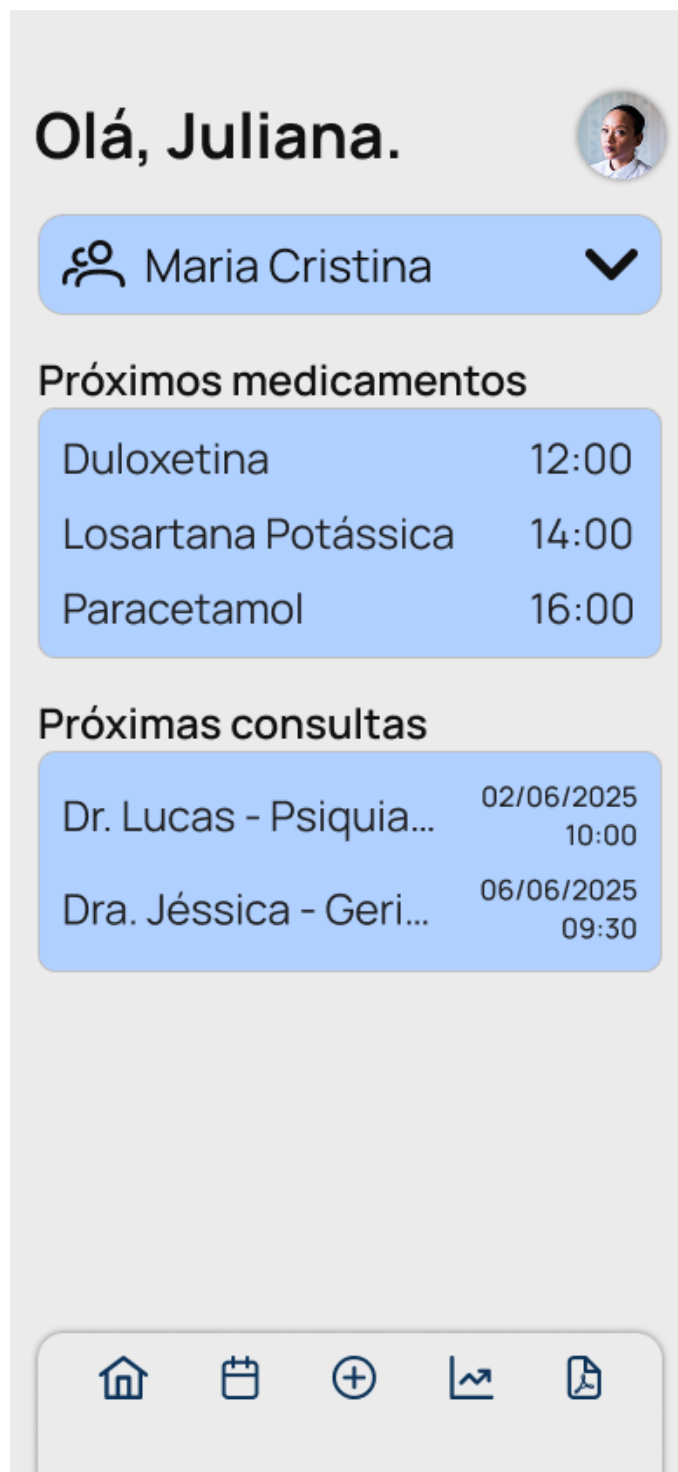 Olá, Juliana.
Maria Cristina
Próximos medicamentos
Duloxetina 12:00
Losartana Potássica 14:00
Paracetamol 16:00
Próximas consultas
Dr. Lucas - Psiquia... 02/06/2025
10:00
Dra. Jéssica - Geri... 06/06/2025
09:30